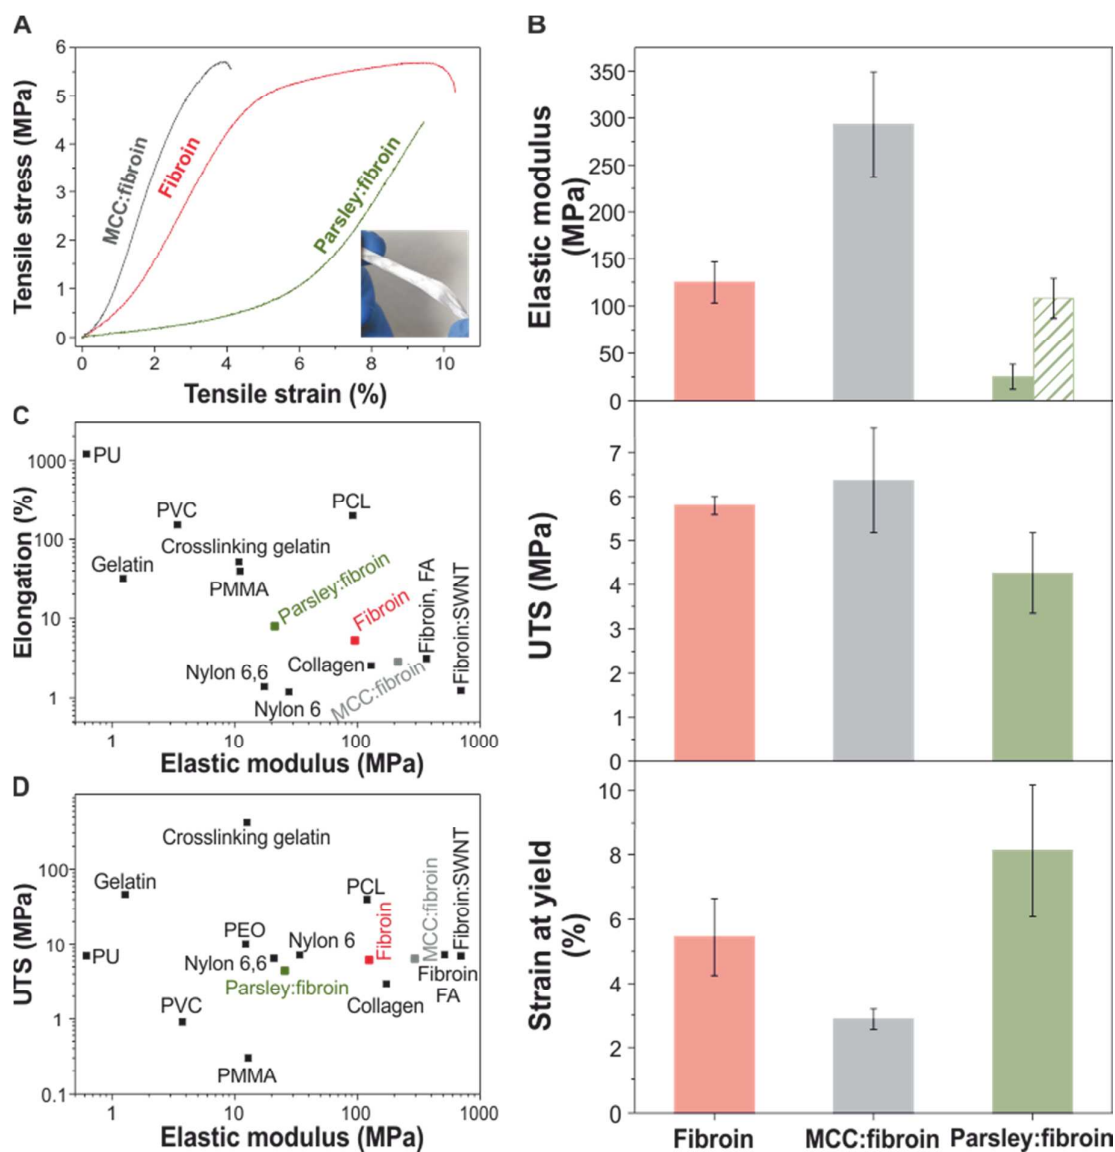 A
6
5
4
3
2
1
0
Tensile stress (MPa)
MCC:fibroin
Fibroin
Parsley:fibroin
0 2 4 6 8 10
Tensile strain (%)
B
350
300
250
200
150
100
50
0
Elastic modulus
(MPa)
C
1000
100
10
1
Elongation (%)
PU
PVC
PCL
Crosslinking gelatin
Gelatin
PMMA
Parsley:fibroin
Fibroin
Fibroin, FA
Fibroin:SWNT
Nylon 6,6
Collagen
MCC:fibroin
Nylon 6
1 10 100 1000
Elastic modulus (MPa)
7
6
5
4
3
2
1
0
UTS (MPa)
D
100
10
1
0.1
UTS (MPa)
Crosslinking gelatin
Gelatin
PCL
Fibroin
MCC:fibroin
Fibroin:SWNT
PEO
Nylon 6
PU
Nylon 6,6
Parsley:fibroin
Fibroin
FA
Collagen
PVC
PMMA
1 10 100 1000
Elastic modulus (MPa)
10
8
6
4
2
0
Strain at yield
(%)
Fibroin MCC:fibroin Parsley:fibroin